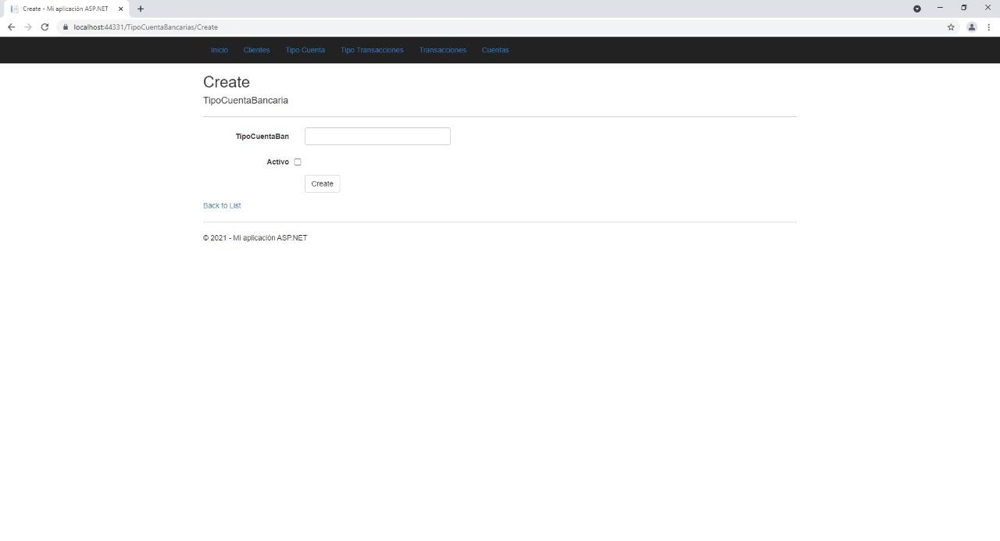 Create - Mi aplicación ASP.NET
localhost:44331/TipoCuentaBancarias/Create
Inicio Clientes Tipo Cuenta Tipo Transacciones Transacciones Cuentas
Create
TipoCuentaBancaria
TipoCuentaBan
Activo
Create
Back to List
© 2021 - Mi aplicación ASP.NET